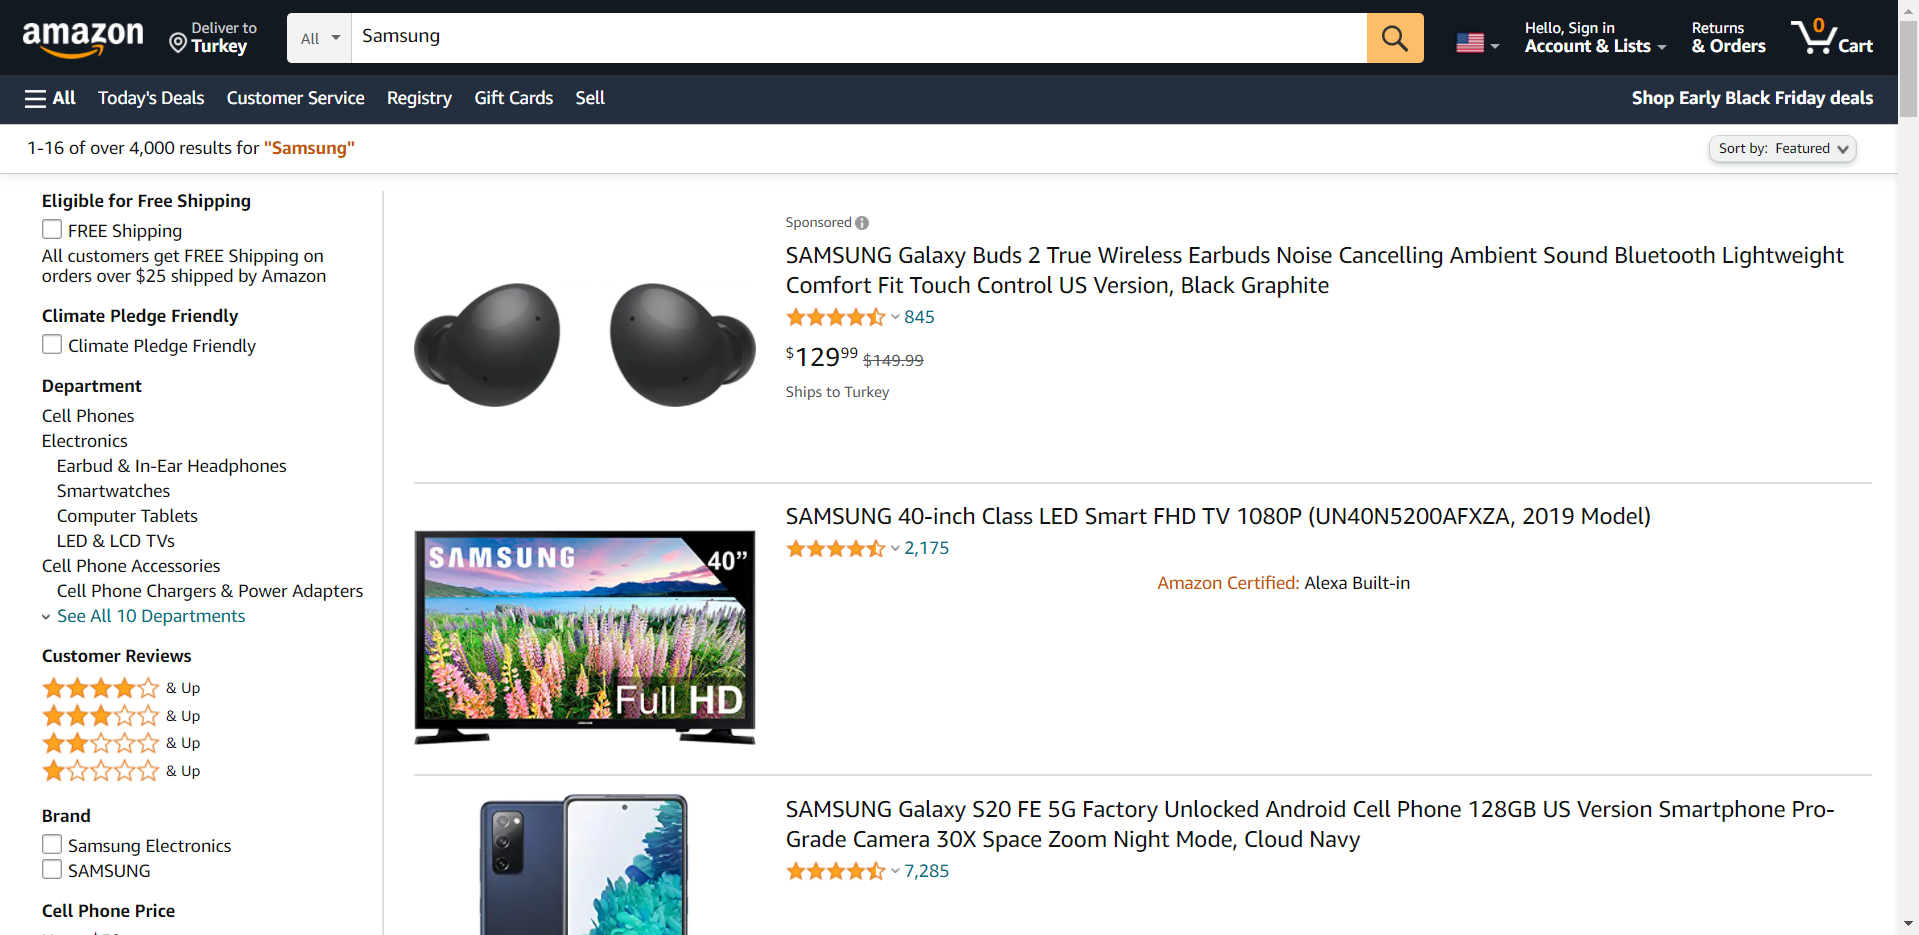 amazon
Deliver to
Turkey
All
Samsung
Hello, Sign in
Account & Lists
Returns
& Orders
0
Cart
All
Today's Deals
Customer Service
Registry
Gift Cards
Sell
Shop Early Black Friday deals
1-16 of over 4,000 results for "Samsung"
Sort by: Featured
Eligible for Free Shipping
FREE Shipping
All customers get FREE Shipping on
orders over $25 shipped by Amazon
Climate Pledge Friendly
Climate Pledge Friendly
Department
Cell Phones
Electronics
Earbud & In-Ear Headphones
Smartwatches
Computer Tablets
LED & LCD TVs
Cell Phone Accessories
Cell Phone Chargers & Power Adapters
See All 10 Departments
Customer Reviews
& Up
& Up
& Up
& Up
Brand
Samsung Electronics
SAMSUNG
Cell Phone Price
Sponsored
SAMSUNG Galaxy Buds 2 True Wireless Earbuds Noise Cancelling Ambient Sound Bluetooth Lightweight
Comfort Fit Touch Control US Version, Black Graphite
845
$129.99 $149.99
Ships to Turkey
SAMSUNG
40”
Full HD
SAMSUNG 40-inch Class LED Smart FHD TV 1080P (UN40N5200AFXZA, 2019 Model)
2,175
Amazon Certified: Alexa Built-in
SAMSUNG Galaxy S20 FE 5G Factory Unlocked Android Cell Phone 128GB US Version Smartphone Pro-
Grade Camera 30X Space Zoom Night Mode, Cloud Navy
7,285